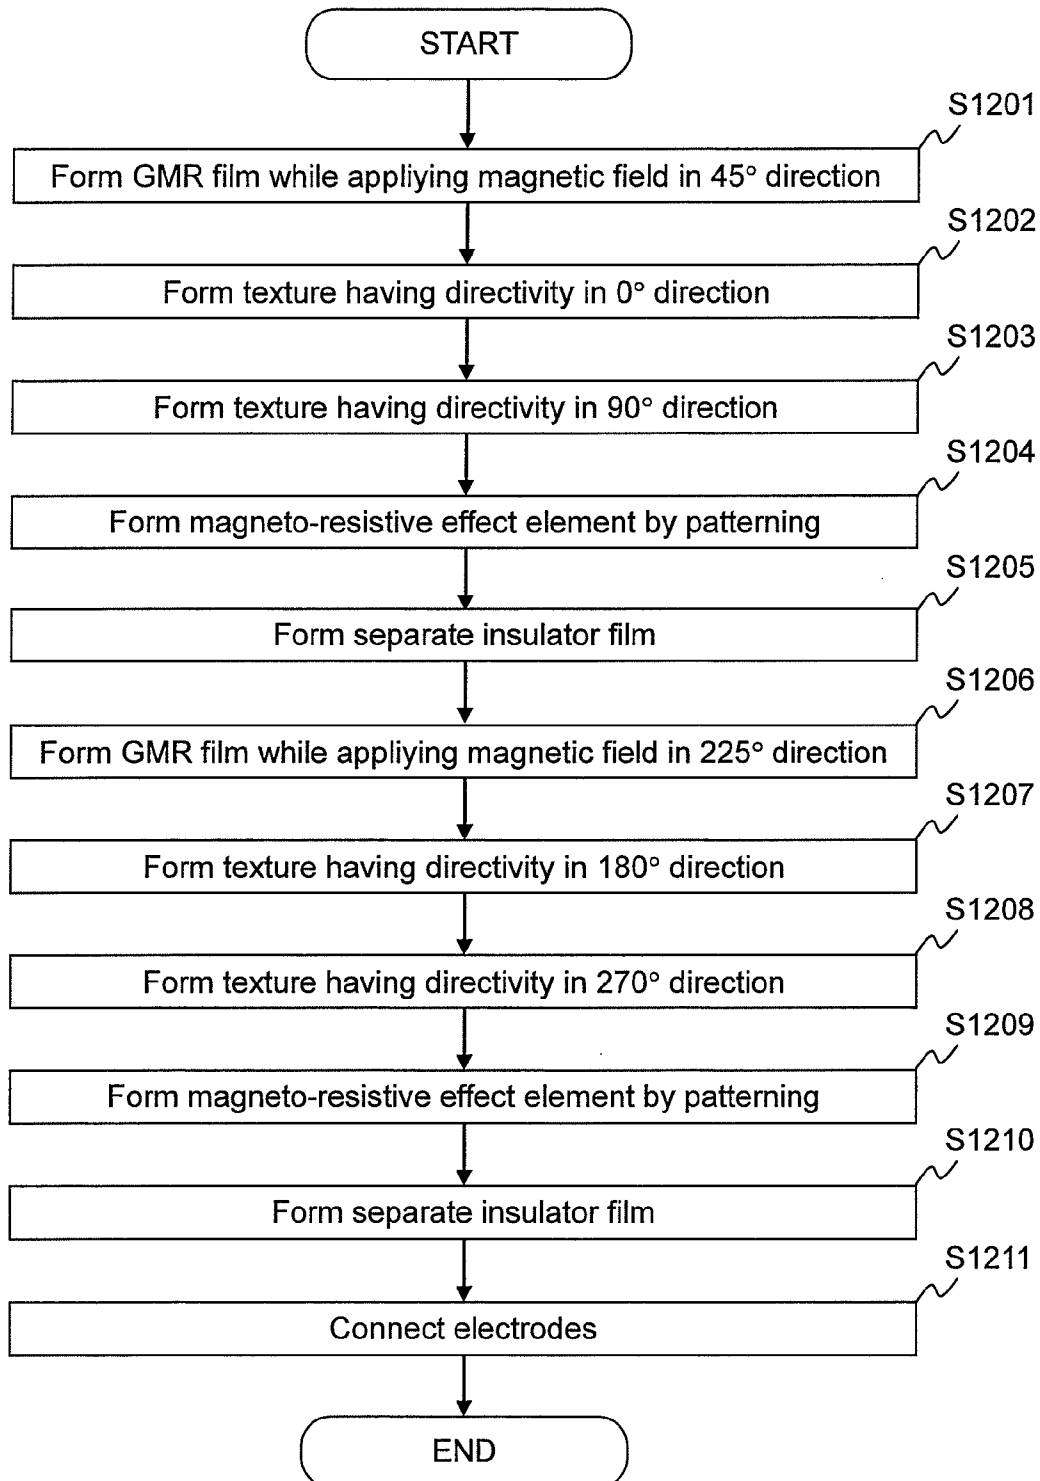 START
S1201
Form GMR film while appliying magnetic field in 45° direction
S1202
Form texture having directivity in 0° direction
S1203
Form texture having directivity in 90° direction
S1204
Form magneto-resistive effect element by patterning
S1205
Form separate insulator film
S1206
Form GMR film while appliying magnetic field in 225° direction
S1207
Form texture having directivity in 180° direction
S1208
Form texture having directivity in 270° direction
S1209
Form magneto-resistive effect element by patterning
S1210
Form separate insulator film
S1211
Connect electrodes
END